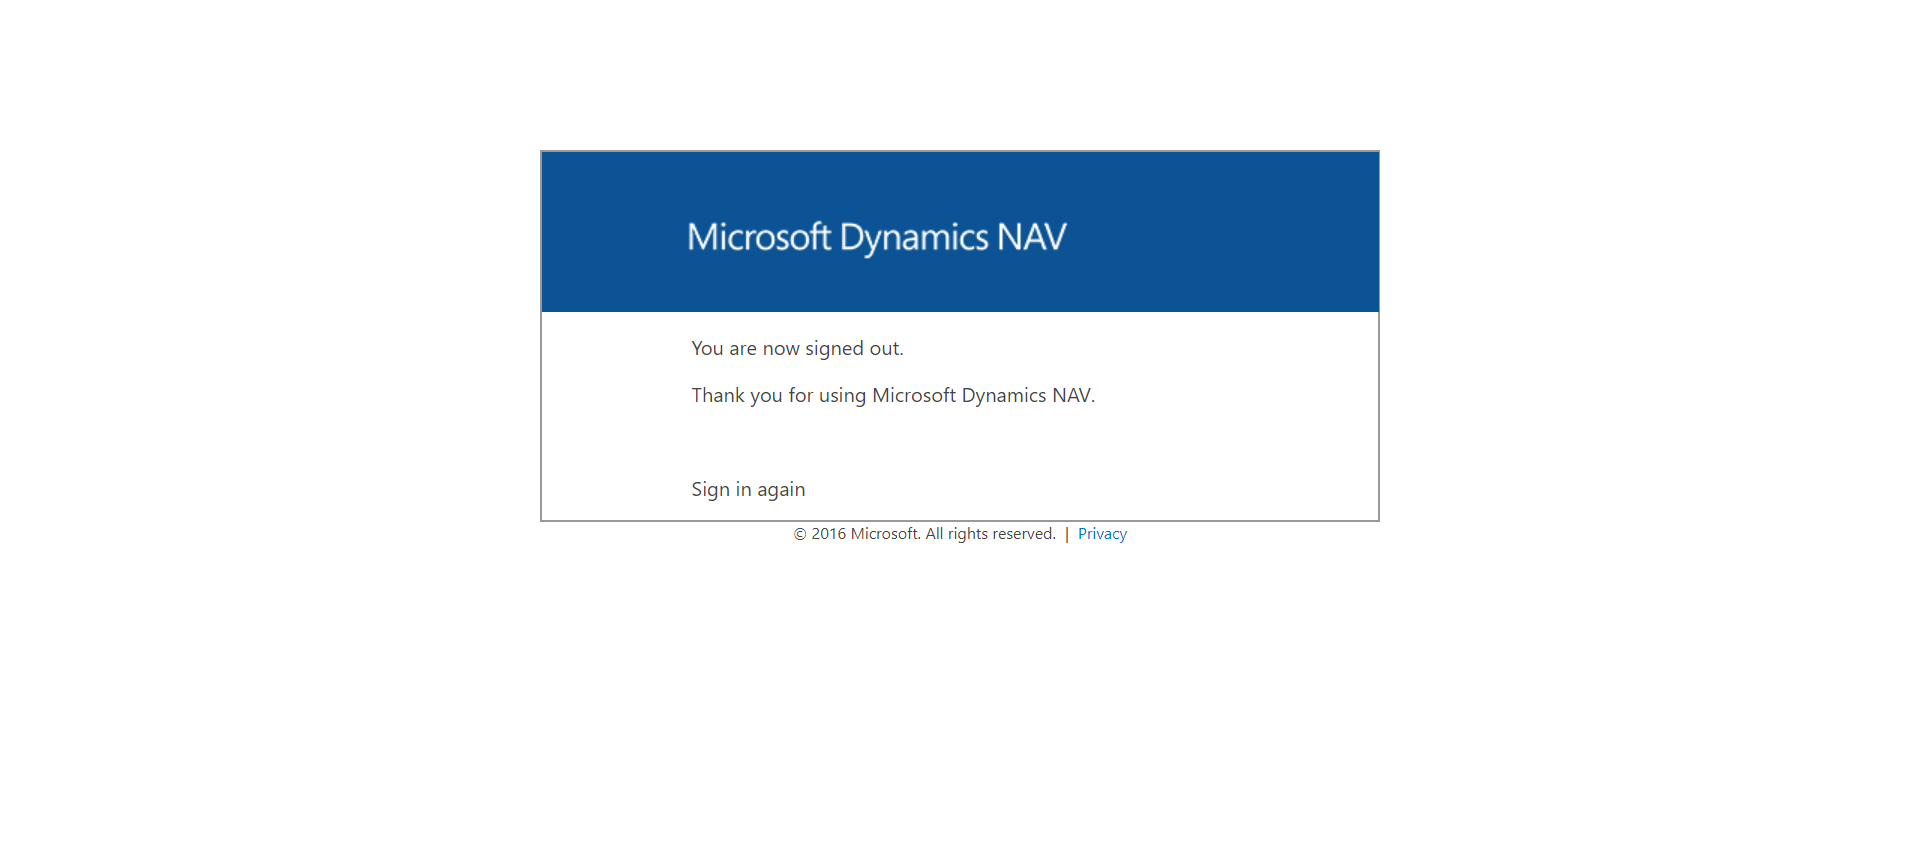 Microsoft Dynamics NAV
You are now signed out.
Thank you for using Microsoft Dynamics NAV.
Sign in again
© 2016 Microsoft. All rights reserved. | Privacy